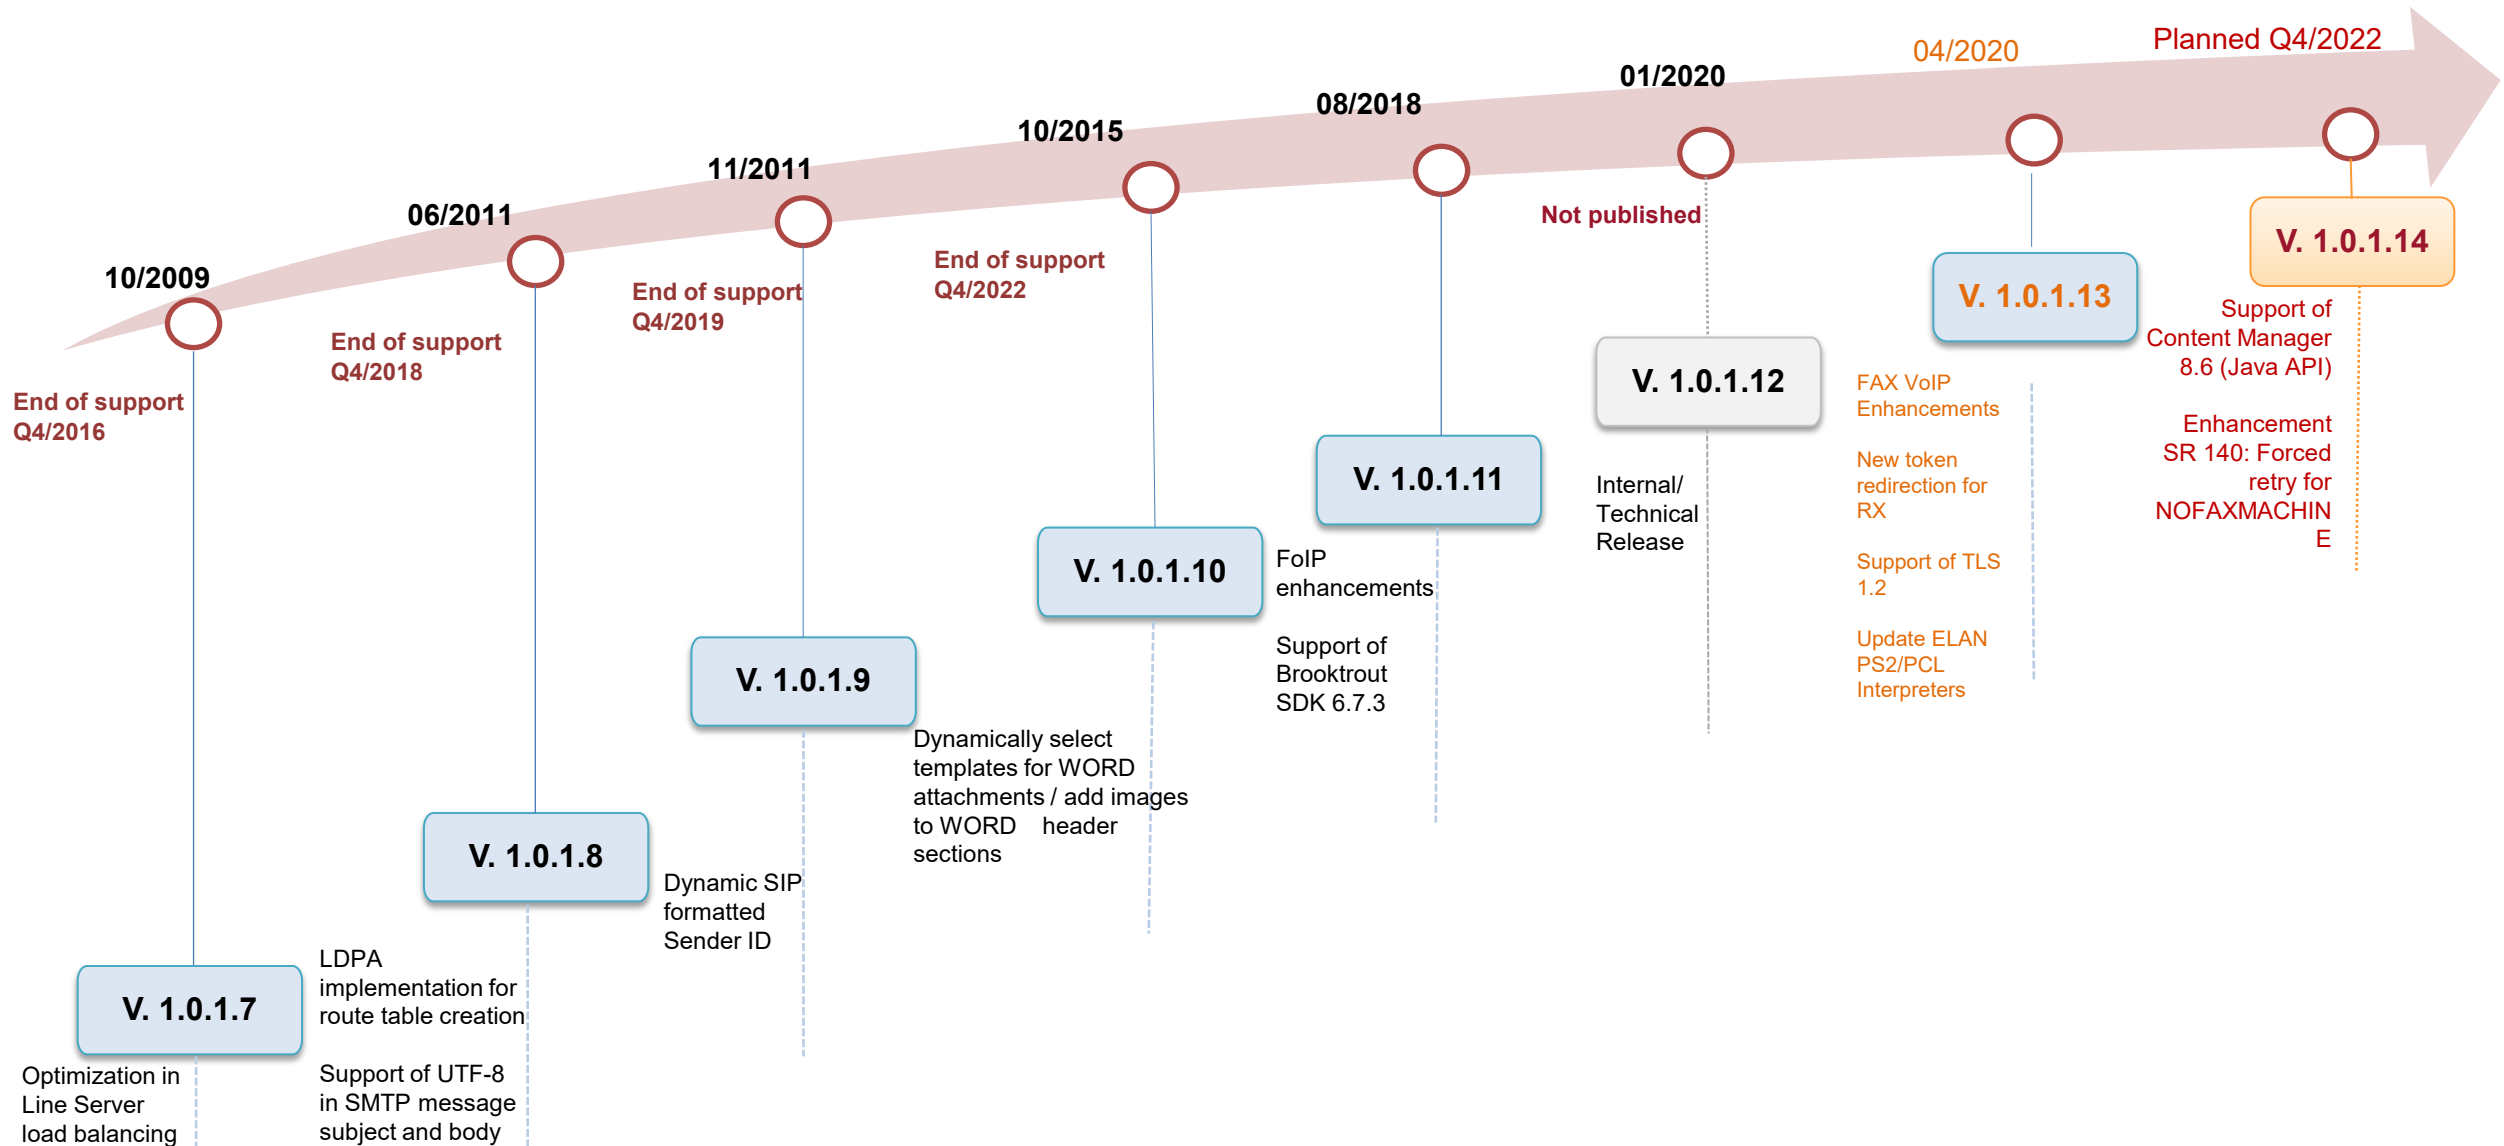 10/2009
End of support
Q4/2016
V. 1.0.1.7
Optimization in
Line Server
load balancing
06/2011
End of support
Q4/2018
V. 1.0.1.8
LDPA
implementation for
route table creation
Support of UTF-8
in SMTP message
subject and body
11/2011
End of support
Q4/2019
V. 1.0.1.9
Dynamic SIP
formatted
Sender ID
10/2015
End of support
Q4/2022
V. 1.0.1.10
Dynamically select
templates for WORD
attachments / add images
to WORD header
sections
08/2018
V. 1.0.1.11
FoIP
enhancements
Support of
Brooktrout
SDK 6.7.3
01/2020
Not published
V. 1.0.1.12
Internal/
Technical
Release
04/2020
V. 1.0.1.13
FAX VoIP
Enhancements
New token
redirection for
RX
Support of TLS
1.2
Update ELAN
PS2/PCL
Interpreters
Planned Q4/2022
V. 1.0.1.14
Support of
Content Manager
8.6 (Java API)
Enhancement
SR 140: Forced
retry for
NOFAXMACHIN
E